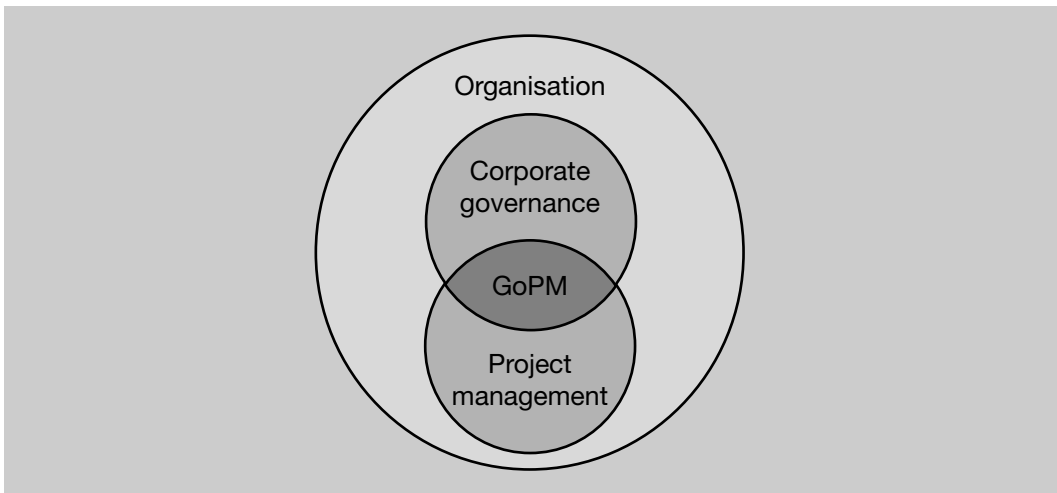 Organisation
Corporate
governance
GoPM
Project
management